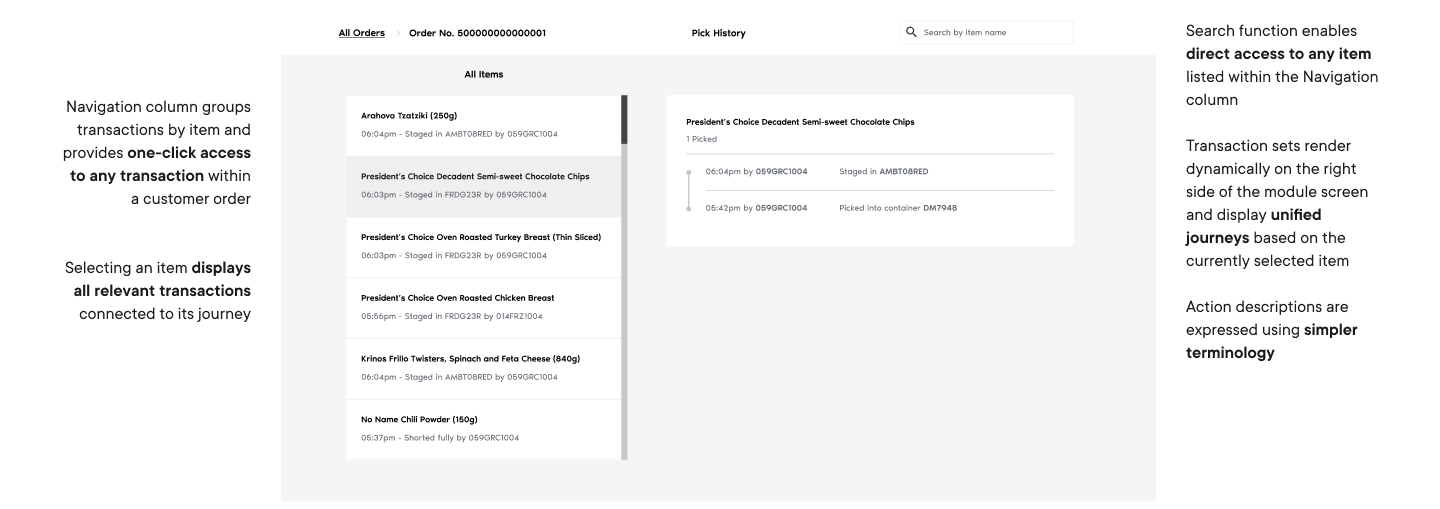 All Orders > Order No. 500000000000001
Pick History
Search by item name
Navigation column groups
transactions by item and
provides one-click access
to any transaction within
a customer order
Selecting an item displays
all relevant transactions
connected to its journey
All Items
Arahova Tzatziki (250g)
06:04pm - Staged in AMBT08RED by 059GRC1004
President's Choice Decadent Semi-sweet Chocolate Chips
06:03pm - Staged in FRDG23R by 059GRC1004
President's Choice Oven Roasted Turkey Breast (Thin Sliced)
06:03pm - Staged in FRDG23R by 059GRC1004
President's Choice Oven Roasted Chicken Breast
05:56pm - Staged in FRDG23R by 014FRZ1004
Krinos Frillo Twisters, Spinach and Feta Cheese (840g)
06:04pm - Staged in AMBT08RED by 059GRC1004
No Name Chili Powder (150g)
05:37pm - Shorted fully by 059GRC1004
President's Choice Decadent Semi-sweet Chocolate Chips
1 Picked
06:04pm by 059GRC1004 Staged in AMBT08RED
05:42pm by 059GRC1004 Picked into container DM7948
Search function enables
direct access to any item
listed within the Navigation
column
Transaction sets render
dynamically on the right
side of the module screen
and display unified
journeys based on the
currently selected item
Action descriptions are
expressed using simpler
terminology